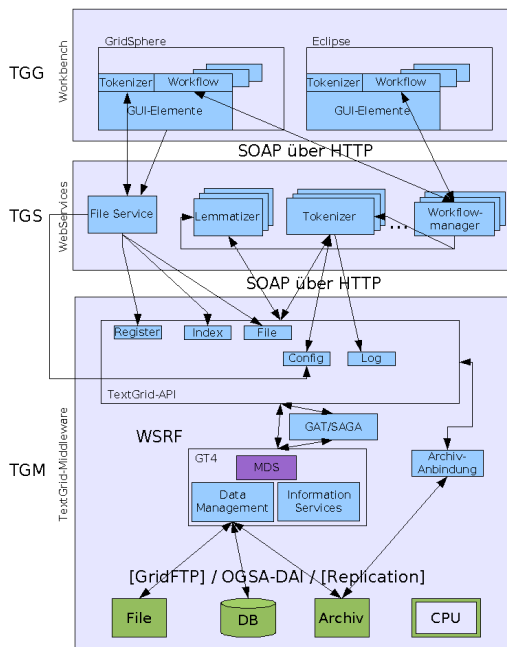 GridSphere
Eclipse
TGG
Workbench
Tokenizer
Workflow
GUI-Elemente
Tokenizer
Workflow
GUI-Elemente
SOAP über HTTP
TGS
WebServices
File Service
Lemmatizer
Tokenizer
...
Workflow-
manager
SOAP über HTTP
TGM
TextGrid-Middleware
Register
Index
File
Config
Log
TextGrid-API
GAT/SAGA
WSRF
GT4
MDS
Data
Management
Information
Services
Archiv-
Anbindung
[GridFTP] / OGSA-DAI / [Replication]
File
DB
Archiv
CPU